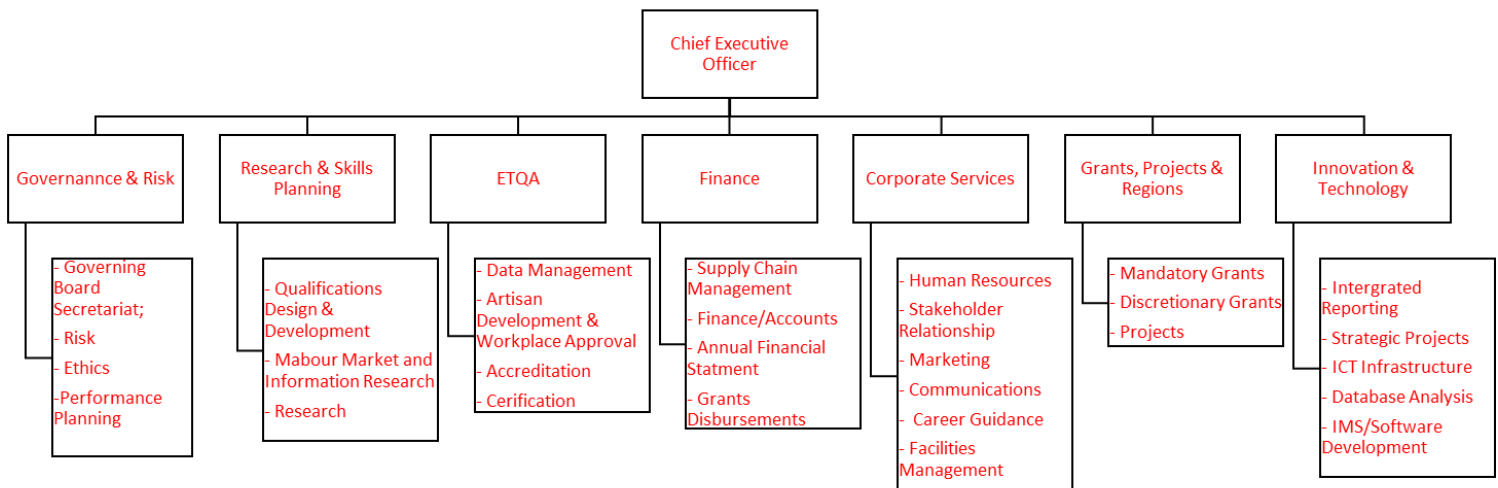 Chief Executive
Officer
Governannce & Risk
Research & Skills
Planning
ETQA
Finance
Corporate Services
Grants, Projects &
Regions
Innovation &
Technology
- Governing
Board
Secretariat;
- Risk
- Ethics
-Performance
Planning
- Qualifications
Design &
Development
- Mabour Market and
Information Research
- Research
- Data Management
- Artisan
Development &
Workplace Approval
- Accreditation
- Cerification
- Supply Chain
Management
- Finance/Accounts
- Annual Financial
Statment
- Grants
Disbursements
- Human Resources
- Stakeholder
Relationship
- Marketing
- Communications
- Career Guidance
- Facilities
Management
- Mandatory Grants
- Discretionary Grants
- Projects
- Intergrated
Reporting
- Strategic Projects
- ICT Infrastructure
- Database Analysis
- IMS/Software
Development